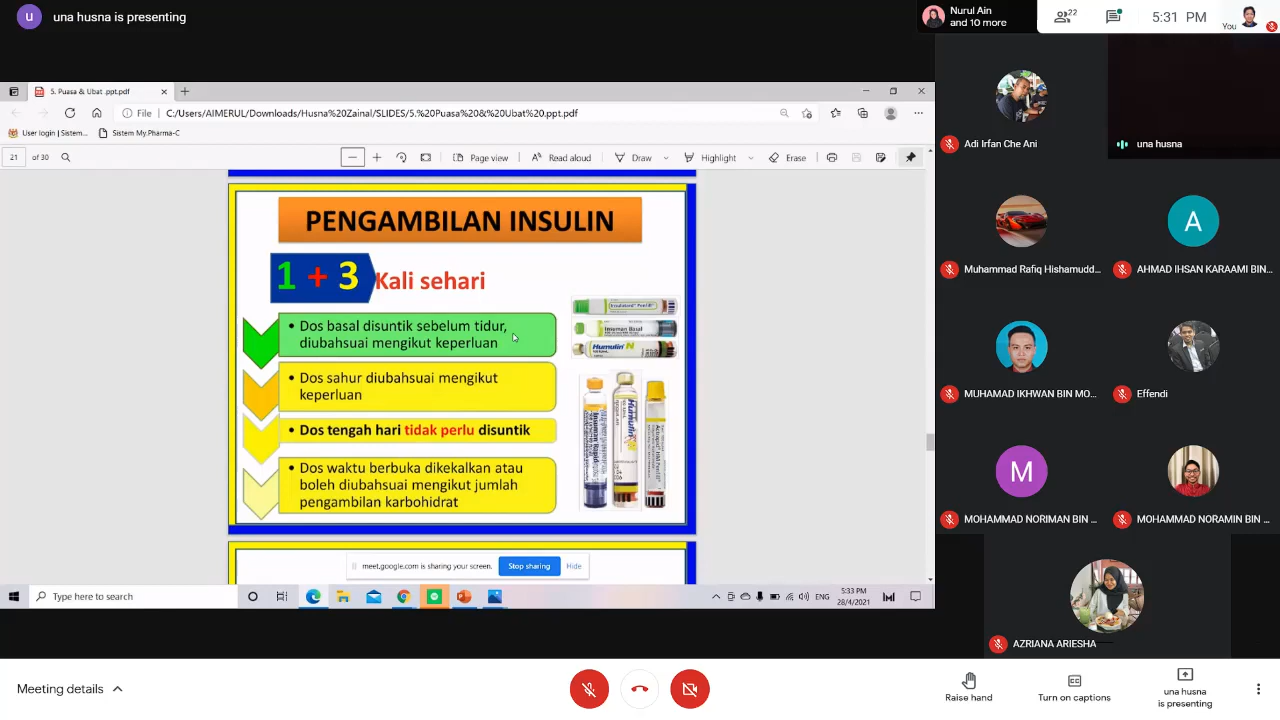 u una husna is presenting
Nurul Ain
and 10 more
22
5:31 PM
You
5. Puasa & Ubat .ppt.pdf
File
C:/Users/AIMERUL/Downloads/Husna%20Zainal/SLIDES/5.%20Puasa%20&%20Ubat%20.ppt.pdf
User login | Sistem...
Sistem My.Pharma-C
21 of 30
Page view
Read aloud
Draw
Highlight
Erase
PENGAMBILAN INSULIN
1 + 3 Kali sehari
• Dos basal disuntik sebelum tidur,
diubahsuai mengikut keperluan
• Dos sahur diubahsuai mengikut
keperluan
• Dos tengah hari tidak perlu disuntik
• Dos waktu berbuka dikekalkan atau
boleh diubahsuai mengikut jumlah
pengambilan karbohidrat
Insuman Basal
Humulin N
Insuman Rapid
Humulin
meet.google.com is sharing your screen.
Stop sharing
Hide
Type here to search
ENG
5:33 PM
28/4/2021
Adi Irfan Che Ani
una husna
Muhammad Rafiq Hishamudd...
A
AHMAD IHSAN KARAAMI BIN...
MUHAMAD IKHWAN BIN MO...
Effendi
M
MOHAMMAD NORIMAN BIN ...
MOHAMMAD NORAMIN BIN ...
AZRIANA ARIESHA
Meeting details
Raise hand
Turn on captions
una husna
is presenting